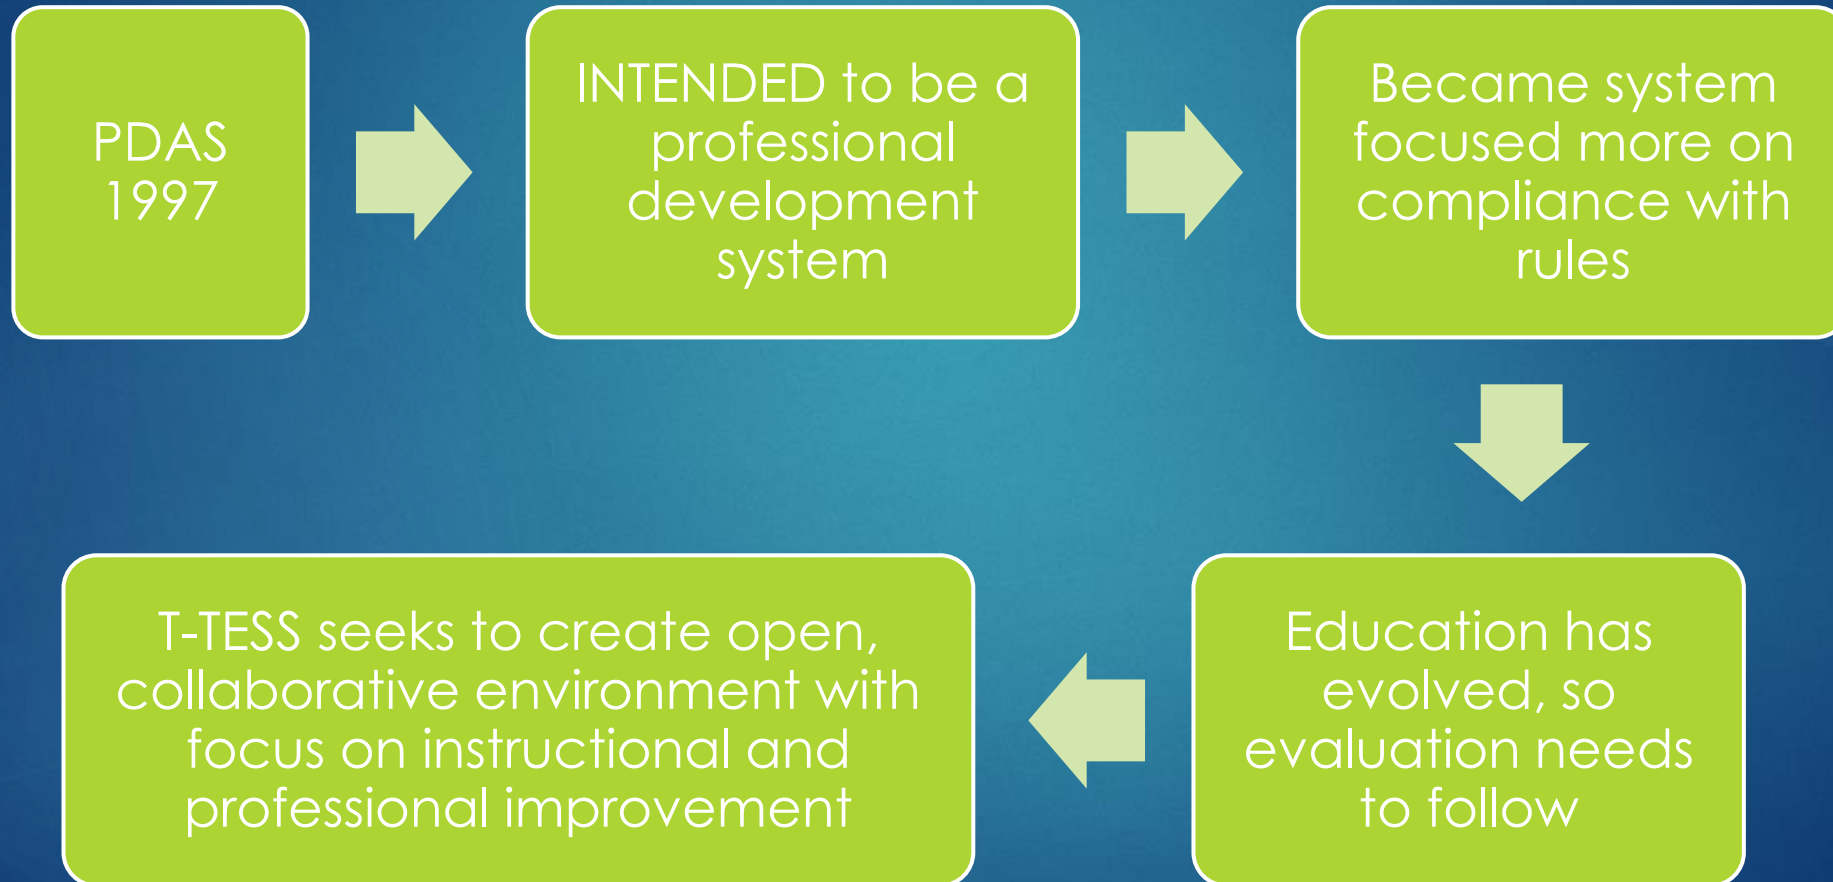 PDAS
1997
INTENDED to be a
professional
development
system
Became system
focused more on
compliance with
rules
Education has
evolved, so
evaluation needs
to follow
T-TESS seeks to create open,
collaborative environment with
focus on instructional and
professional improvement